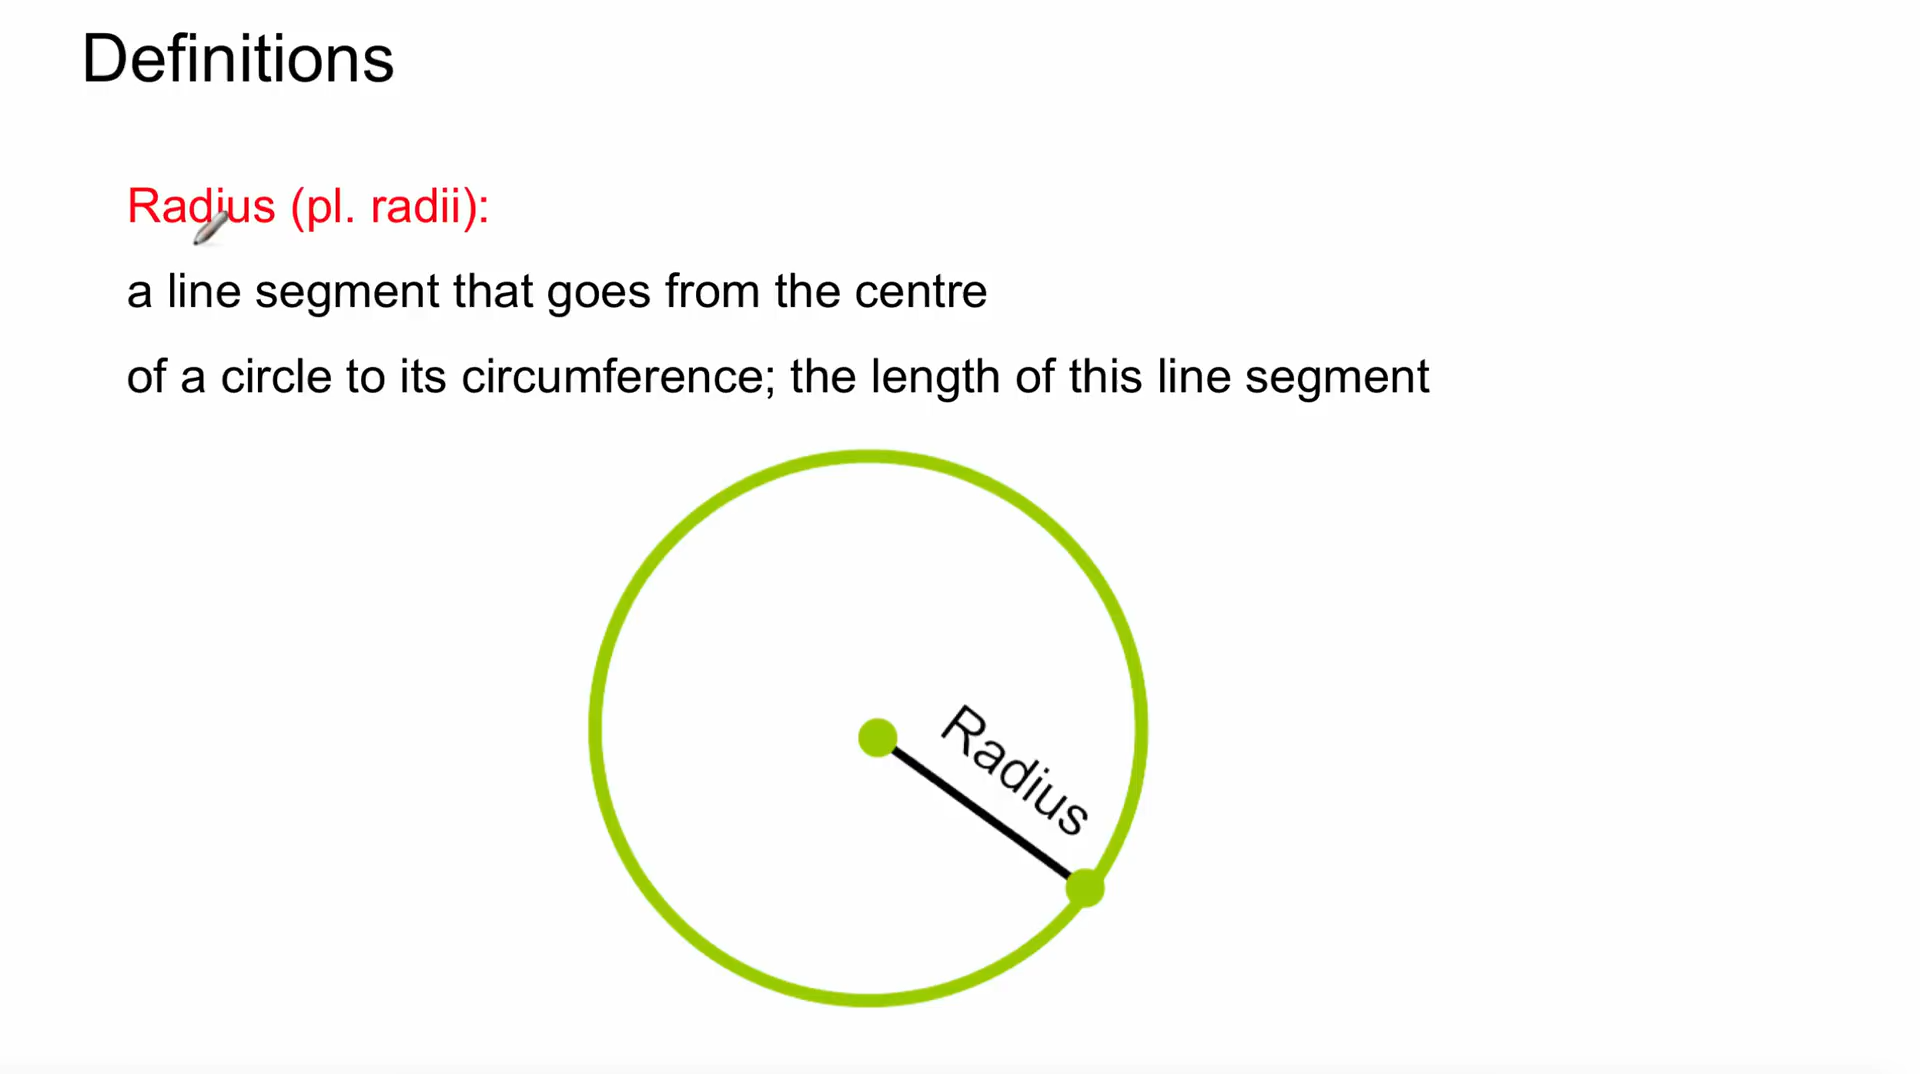 Definitions
Radius (pl. radii):
a line segment that goes from the centre
of a circle to its circumference; the length of this line segment
Radius